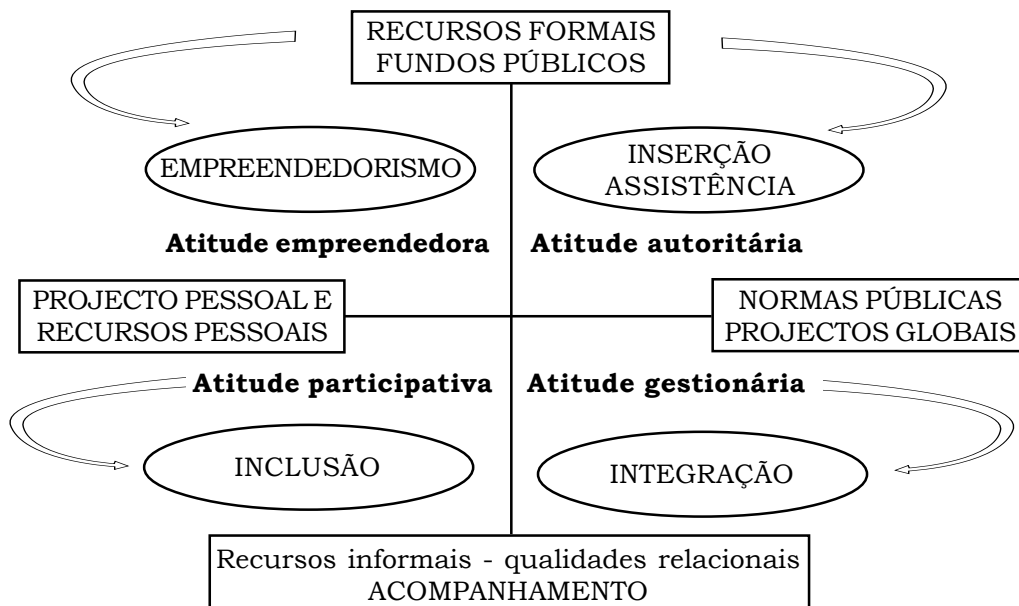 RECURSOS FORMAIS
FUNDOS PÚBLICOS
EMPREENDEDORISMO
INSERÇÃO
ASSISTÊNCIA
Atitude empreendedora
Atitude autoritária
PROJECTO PESSOAL E
RECURSOS PESSOAIS
NORMAS PÚBLICAS
PROJECTOS GLOBAIS
Atitude participativa
Atitude gestionária
INCLUSÃO
INTEGRAÇÃO
Recursos informais - qualidades relacionais
ACOMPANHAMENTO